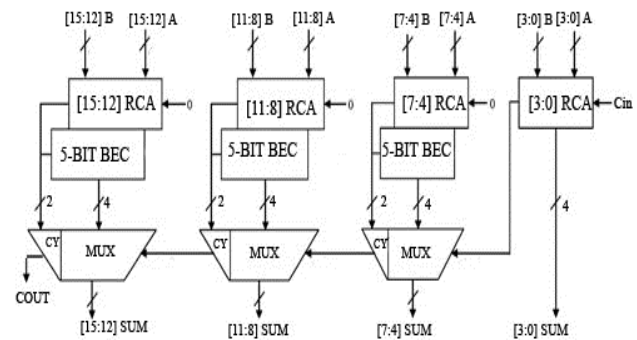 [15:12] B [15:12] A [11:8] B [11:8] A [7:4] B [7:4] A [3:0] B [3:0] A
[15:12] RCA 0 [11:8] RCA 0 [7:4] RCA 0 [3:0] RCA Cin
5-BIT BEC 5-BIT BEC 5-BIT BEC
2 4 2 4 2 4 4
CY MUX CY MUX CY MUX
COUT
[15:12] SUM [11:8] SUM [7:4] SUM [3:0] SUM